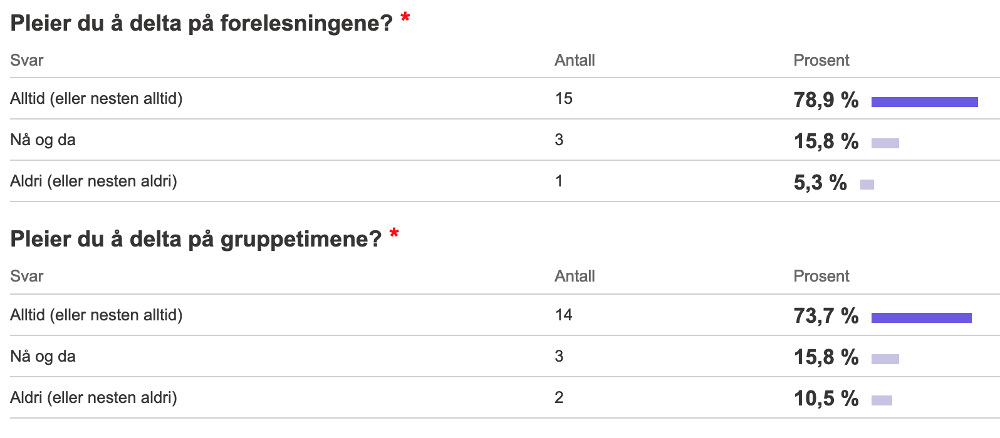 Pleier du å delta på forelesningene? *
Svar Antall Prosent
Alltid (eller nesten alltid) 15 78,9 %
Nå og da 3 15,8 %
Aldri (eller nesten aldri) 1 5,3 %
Pleier du å delta på gruppetimene? *
Svar Antall Prosent
Alltid (eller nesten alltid) 14 73,7 %
Nå og da 3 15,8 %
Aldri (eller nesten aldri) 2 10,5 %